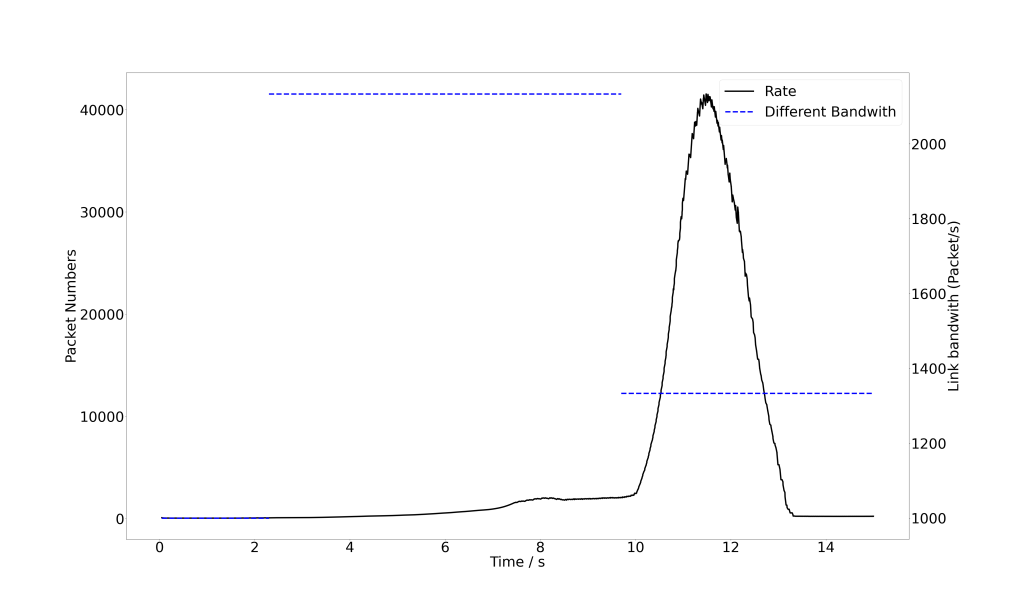 Rate
Different Bandwith
40000
30000
20000
10000
0
Packet Numbers
2000
1800
1600
1400
1200
1000
Link bandwith (Packet/s)
0 2 4 6 8 10 12 14
Time / s